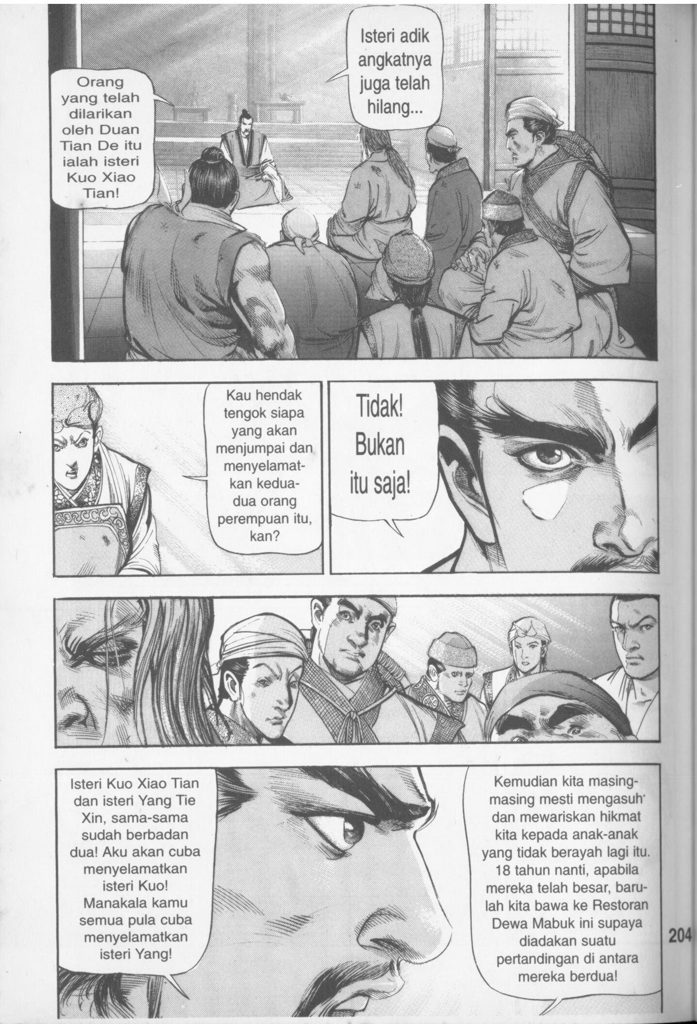 Orang
yang telah
dilarikan
oleh Duan
Tian De itu
ialah isteri
Kuo Xiao
Tian!
Isteri adik
angkatnya
juga telah
hilang...
Kau hendak
tengok siapa
yang akan
menjumpai dan
menyelamat-
kan kedua-
dua orang
perempuan itu,
kan?
Tidak!
Bukan
itu saja!
Isteri Kuo Xiao Tian
dan isteri Yang Tie
Xin, sama-sama
sudah berbadan
dua! Aku akan cuba
menyelamatkan
isteri Kuo!
Manakala kamu
semua pula cuba
menyelamatkan
isteri Yang!
Kemudian kita masing-
masing mesti mengasuh
dan mewariskan hikmat
kita kepada anak-anak
yang tidak berayah lagi itu.
18 tahun nanti, apabila
mereka telah besar, baru-
lah kita bawa ke Restoran
Dewa Mabuk ini supaya
diadakan suatu
pertandingan di antara
mereka berdua!
204